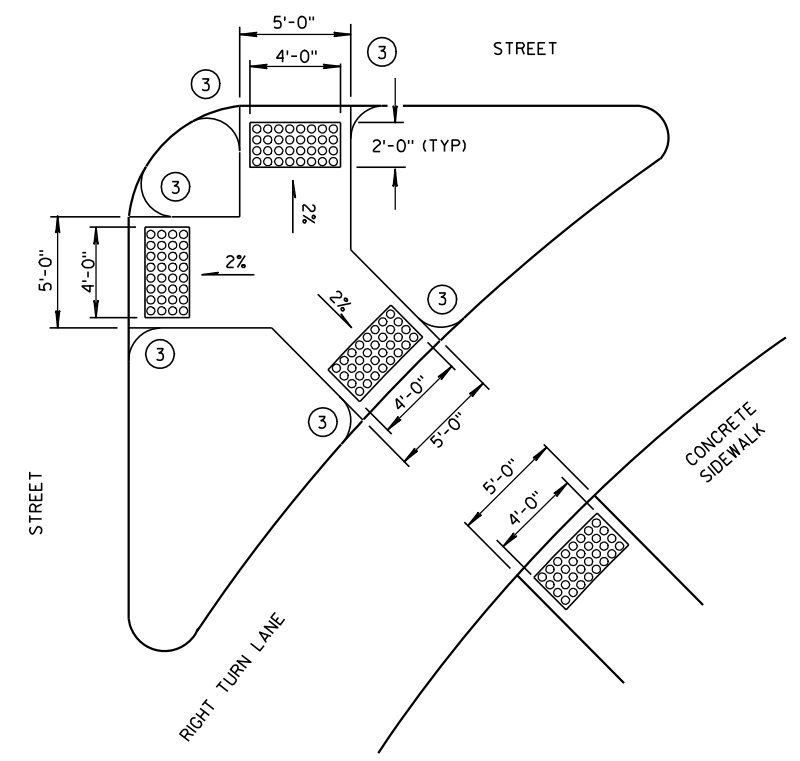 5'-0"
4'-0"
3
STREET
3
2'-0" (TYP)
3
2%
5'-0"
4'-0"
2%
2%
3
3
4'-0"
5'-0"
3
CONCRETE
SIDEWALK
5'-0"
4'-0"
STREET
RIGHT TURN LANE